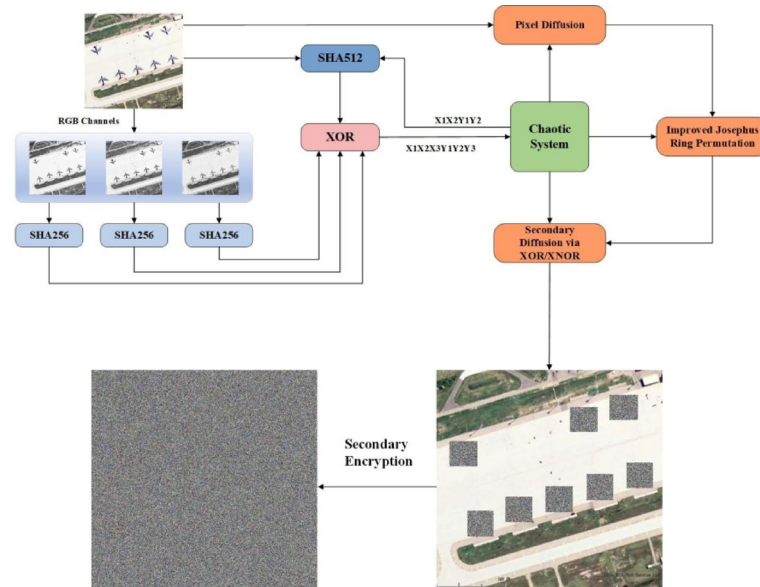 Pixel Diffusion
SHA512
RGB Channels
XOR
X1X2Y1Y2
X1X2X3Y1Y2Y3
Chaotic
System
Improved Josephus
Ring Permutation
SHA256
SHA256
SHA256
Secondary
Diffusion via
XOR/XNOR
Secondary
Encryption